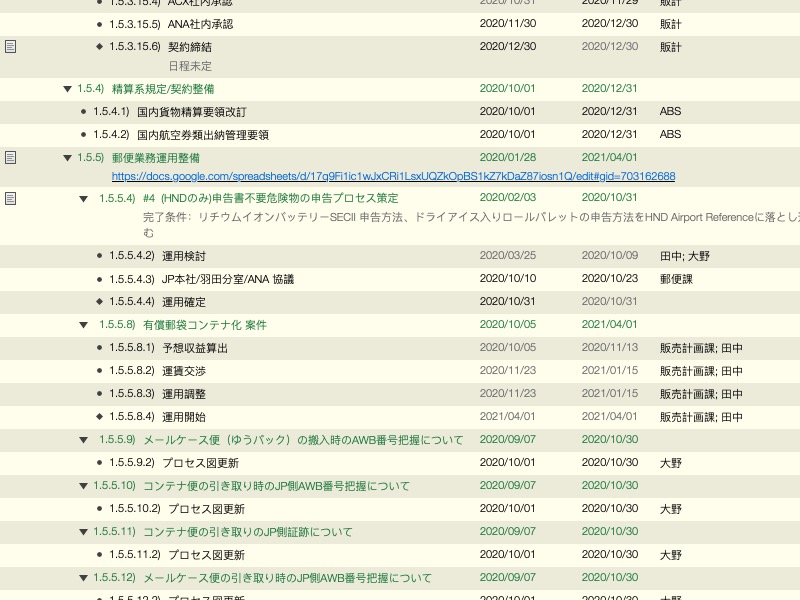 1.5.3.15.4) ACX社内承認 2020/10/31 2020/11/29 販計
1.5.3.15.5) ANA社内承認 2020/11/30 2020/12/30 販計
1.5.3.15.6) 契約締結 2020/12/30 2020/12/30 販計
日程未定
1.5.4) 精算系規定/契約整備 2020/10/01 2020/12/31
1.5.4.1) 国内貨物精算要領改訂 2020/10/01 2020/12/31 ABS
1.5.4.2) 国内航空券類出納管理要領 2020/10/01 2020/12/31 ABS
1.5.5) 郵便業務運用整備 2020/01/28 2021/04/01
https://docs.google.com/spreadsheets/d/17q9Fi1ic1wJxCRi1LsxUQZkOpBS1kZ7kDaZ87iosn1Q/edit#gid=703162688
1.5.5.4) #4 (HNDのみ)申告書不要危険物の申告プロセス策定 2020/02/03 2020/10/31
完了条件: リチウムイオンバッテリーSECII 申告方法、ドライアイス入りロールパレットの申告方法をHND Airport Referenceに落とし込
む
1.5.5.4.2) 運用検討 2020/03/25 2020/10/09 田中; 大野
1.5.5.4.3) JP本社/羽田分室/ANA 協議 2020/10/10 2020/10/23 郵便課
1.5.5.4.4) 運用確定 2020/10/31 2020/10/31
1.5.5.8) 有償郵袋コンテナ化 案件 2020/10/05 2021/04/01
1.5.5.8.1) 予想収益算出 2020/10/05 2020/11/13 販売計画課; 田中
1.5.5.8.2) 運賃交渉 2020/11/23 2021/01/15 販売計画課; 田中
1.5.5.8.3) 運用調整 2020/11/23 2021/01/15 販売計画課; 田中
1.5.5.8.4) 運用開始 2021/04/01 2021/04/01 販売計画課; 田中
1.5.5.9) メールケース便（ゆうパック）の搬入時のAWB番号把握について 2020/09/07 2020/10/30
1.5.5.9.2) プロセス図更新 2020/10/01 2020/10/30 大野
1.5.5.10) コンテナ便の引き取り時のJP側AWB番号把握について 2020/09/07 2020/10/30
1.5.5.10.2) プロセス図更新 2020/10/01 2020/10/30 大野
1.5.5.11) コンテナ便の引き取りのJP側証跡について 2020/09/07 2020/10/30
1.5.5.11.2) プロセス図更新 2020/10/01 2020/10/30 大野
1.5.5.12) メールケース便の引き取り時のJP側AWB番号把握について 2020/09/07 2020/10/30
1.5.5.12.2) プロセス図更新 2020/10/01 2020/10/30 大野